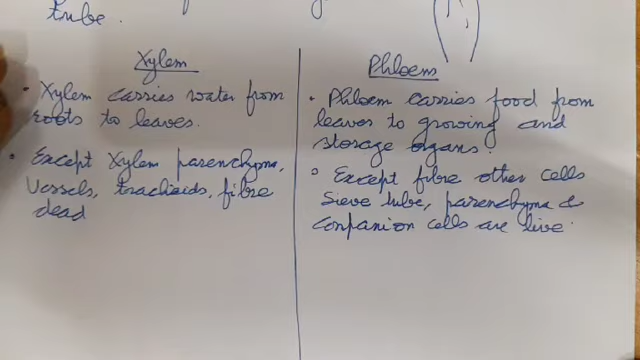 tube.
Xylem
• Xylem carries water from
roots to leaves.
• Except Xylem parenchyma,
Vessels, trachaids, fibre
dead
Phloem
• Phloem carries food from
leaves to growing and
storage organs.
• Except fibre other cells
Sieve tube, parenchyma &
companion cells are live.